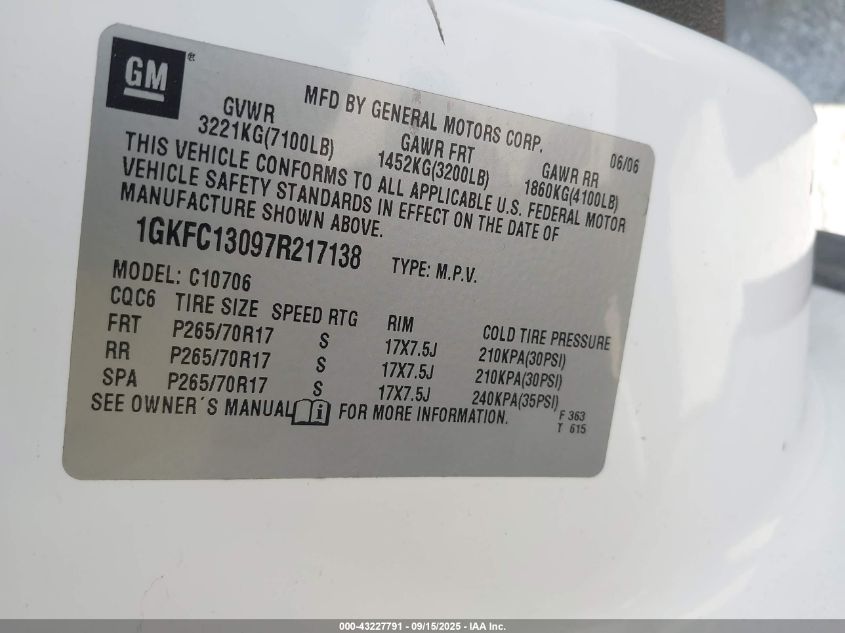 GM®
MFD BY GENERAL MOTORS CORP. 06/06
GVWR GAWR FRT GAWR RR
3221KG(7100LB) 1452KG(3200LB) 1860KG(4100LB)
THIS VEHICLE CONFORMS TO ALL APPLICABLE U.S. FEDERAL MOTOR
VEHICLE SAFETY STANDARDS IN EFFECT ON THE DATE OF
MANUFACTURE SHOWN ABOVE.
1GKFC13097R217138 TYPE: M.P.V.
MODEL: C10706
CQC6 TIRE SIZE SPEED RTG RIM COLD TIRE PRESSURE
FRT P265/70R17 S 17X7.5J 210KPA(30PSI)
RR P265/70R17 S 17X7.5J 210KPA(30PSI)
SPA P265/70R17 S 17X7.5J 240KPA(35PSI)
SEE OWNER´S MANUAL i FOR MORE INFORMATION.
F 363
T 615
000-43227791 - 09/15/2025 - IAA Inc.